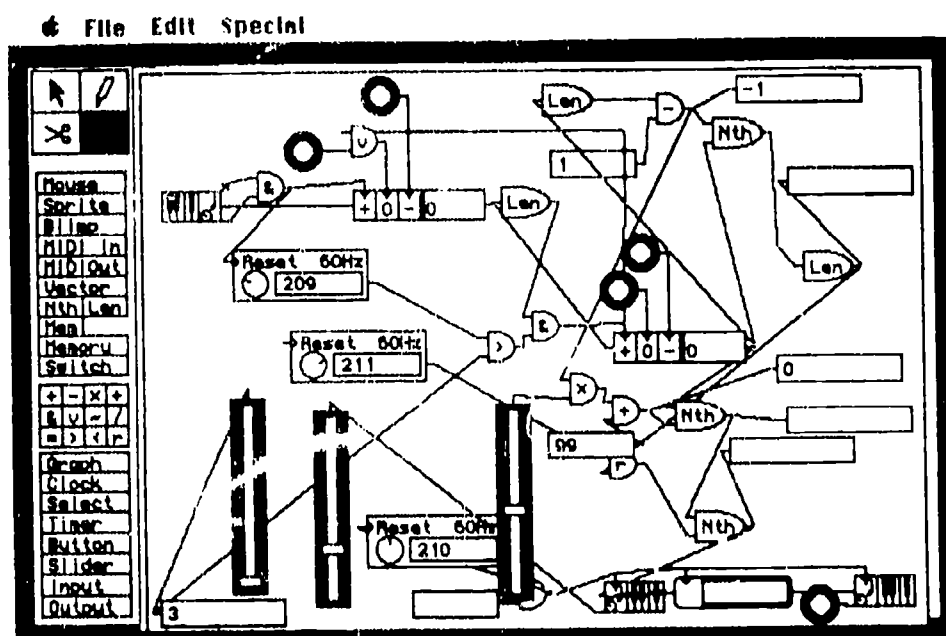 File Edit Special
Mouse
Sprite
Blimp
MIDI In
MIDI Out
Vector
Nth Len
Mem
Memory
Switch
+ - × ÷
& v ~ /
= > < r
Graph
Clock
Select
Timer
Button
Slider
Input
Output
Len
-
-1
Nth
v
1
&
+ 0 - 0
Len
Len
Reset 60Hz
209
&
>
Reset 60Hz
211
+ 0 - 0
0
×
+
Nth
99
r
Nth
Reset 60Hz
210
3